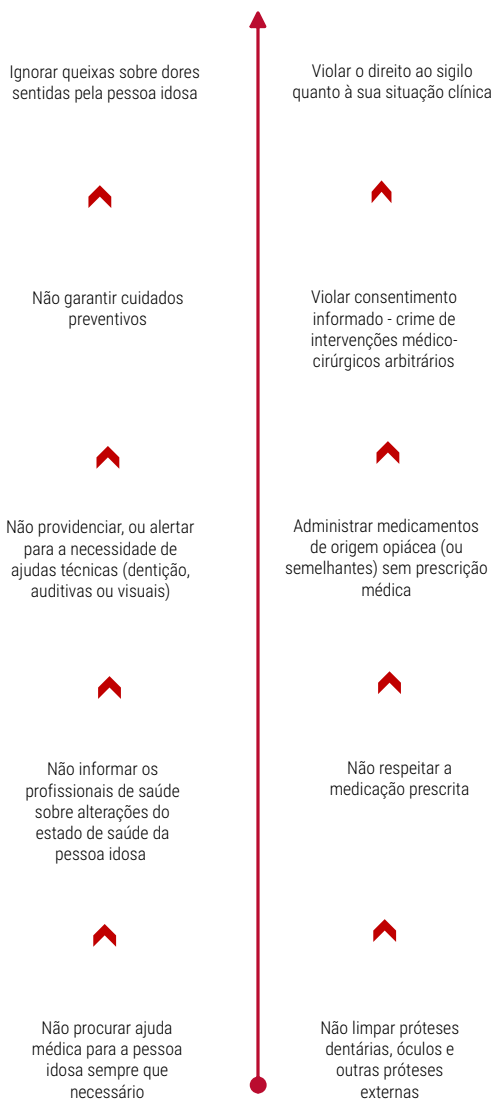 Ignorar queixas sobre dores
sentidas pela pessoa idosa
Violar o direito ao sigilo
quanto à sua situação clínica
Não garantir cuidados
preventivos
Violar consentimento
informado - crime de
intervenções médico-
cirúrgicos arbitrários
Não providenciar, ou alertar
para a necessidade de
ajudas técnicas (dentição,
auditivas ou visuais)
Administrar medicamentos
de origem opiácea (ou
semelhantes) sem prescrição
médica
Não informar os
profissionais de saúde
sobre alterações do
estado de saúde da
pessoa idosa
Não respeitar a
medicação prescrita
Não procurar ajuda
médica para a pessoa
idosa sempre que
necessário
Não limpar próteses
dentárias, óculos e
outras próteses
externas